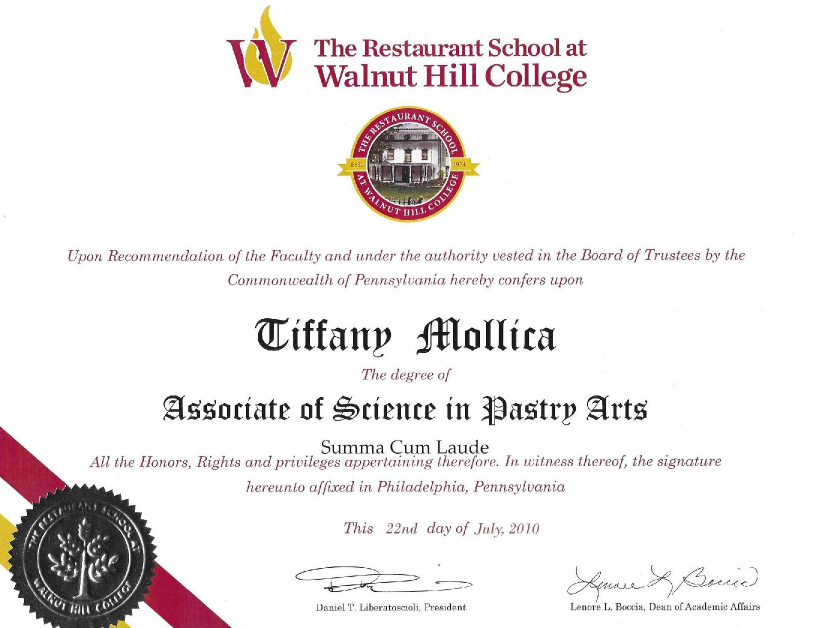 The Restaurant School at
Walnut Hill College
THE RESTAURANT SCHOOL
EST. 1974
AT WALNUT HILL COLLEGE
Upon Recommendation of the Faculty and under the authority vested in the Board of Trustees by the
Commonwealth of Pennsylvania hereby confers upon
Tiffany Mollica
The degree of
Associate of Science in Pastry Arts
Summa Cum Laude
All the Honors, Rights and privileges appertaining therefore. In witness thereof, the signature
hereunto affixed in Philadelphia, Pennsylvania
This 22nd day of July, 2010
THE RESTAURANT SCHOOL AT
WALNUT HILL COLLEGE
Lenore L. Boccia
Daniel T. Liberatoscioli, President
Lenore L. Boccia, Dean of Academic Affairs